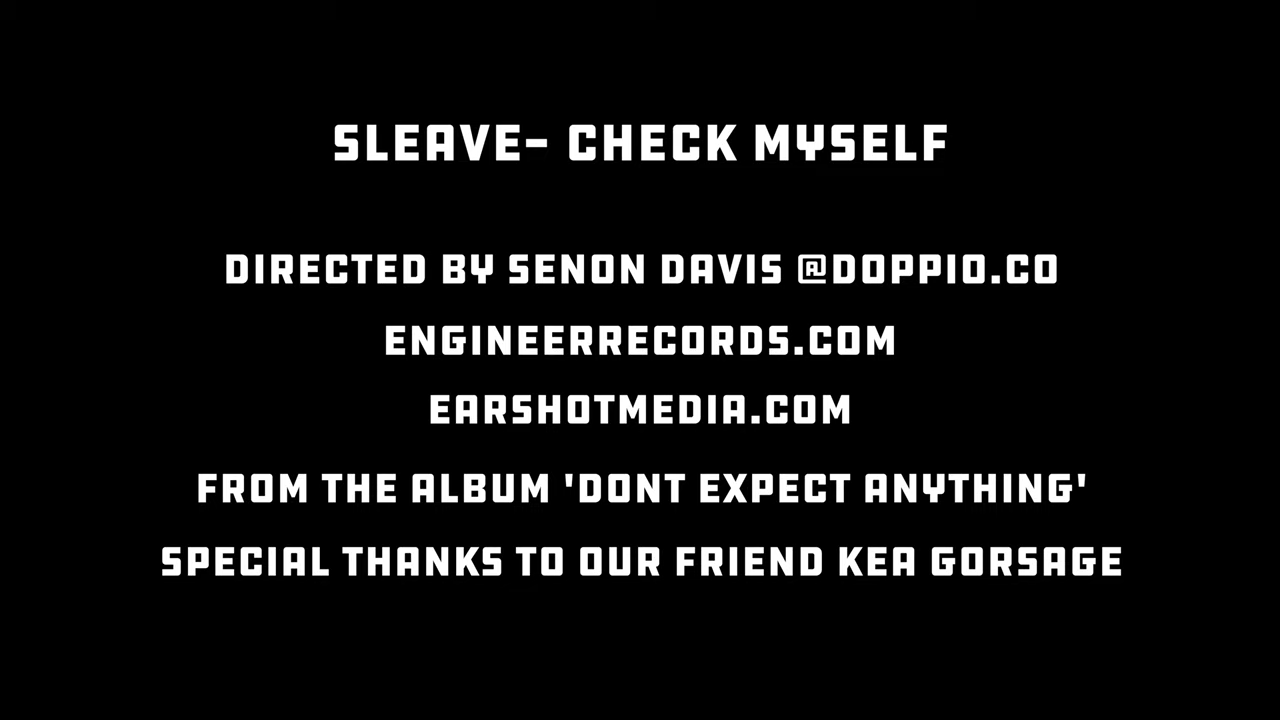 SLEAVE- CHECK MYSELF
DIRECTED BY SENON DAVIS @DOPPIO.CO
ENGINEERRECORDS.COM
EARSHOTMEDIA.COM
FROM THE ALBUM 'DONT EXPECT ANYTHING'
SPECIAL THANKS TO OUR FRIEND KEA GORSAGE